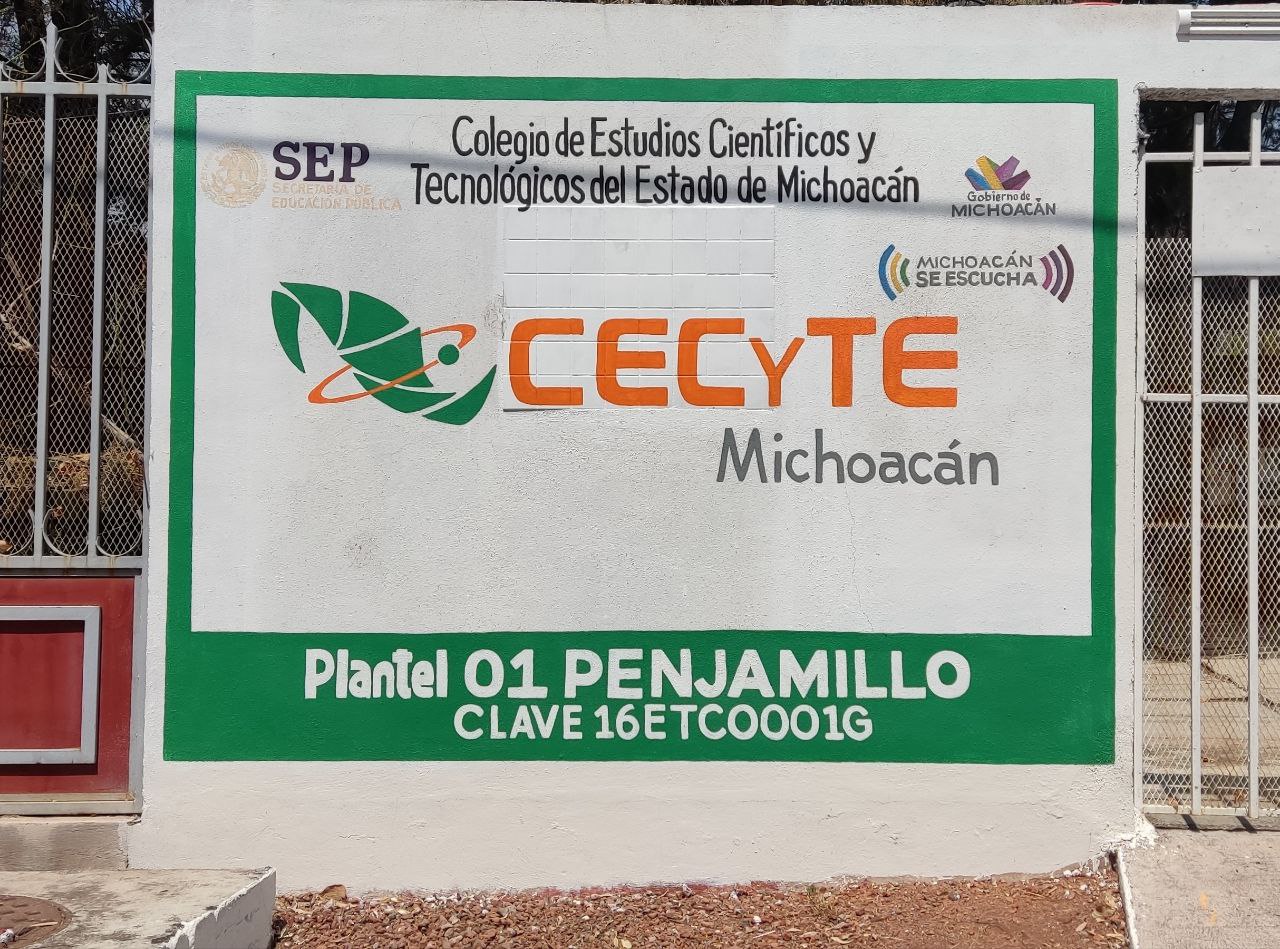 Colegio de Estudios Científicos y
Tecnológicos del Estado de Michoacán
SEP
SECRETARÍA DE
EDUCACIÓN PÚBLICA
Gobierno de
MICHOACÁN
MICHOACÁN
SE ESCUCHA
CECyTE
Michoacán
Plantel 01 PENJAMILLO
CLAVE 16ETC0001G